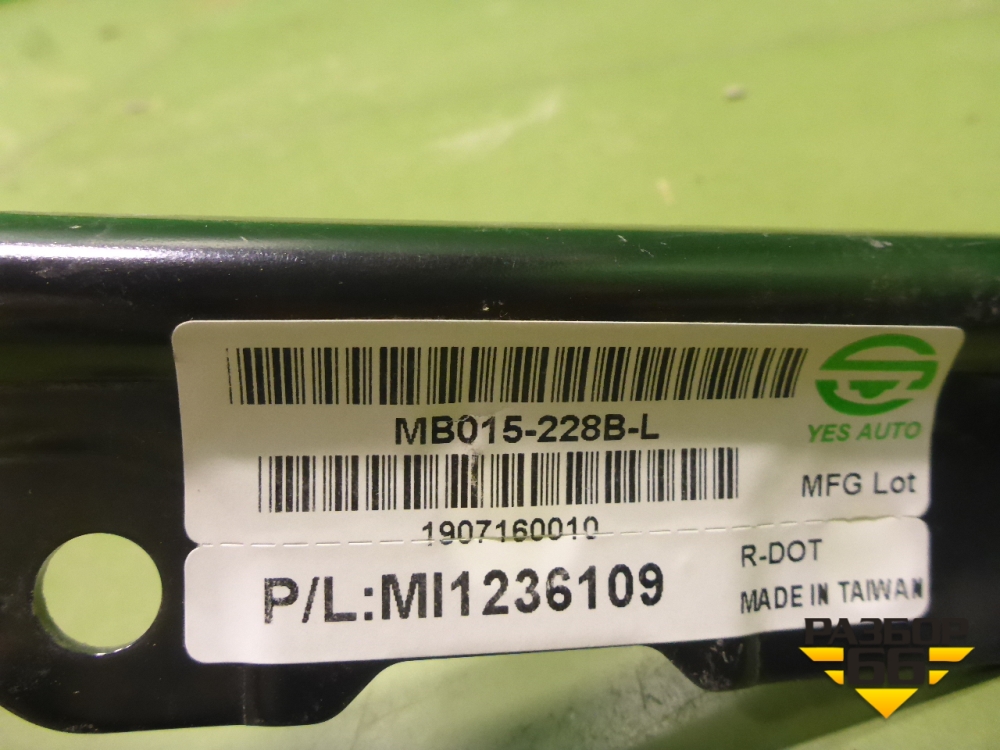 MB015-228B-L
YES AUTO
MFG Lot
1907160010
P/L:MI1236109
R-DOT
MADE IN TAIWAN
РАЗБОР
66